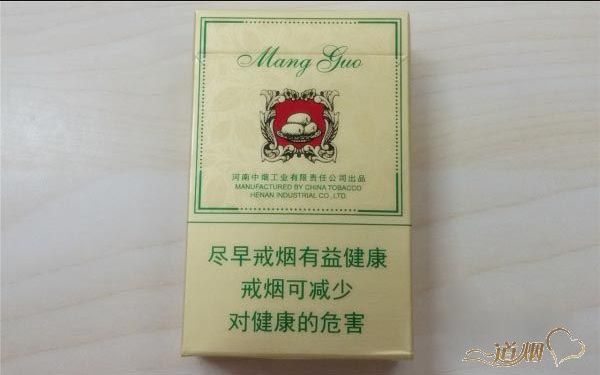 Mang Guo
河南中烟工业有限责任公司出品
MANUFACTURED BY CHINA TOBACCO
HENAN INDUSTRIAL CO.,LTD.
尽早戒烟有益健康
戒烟可减少
对健康的危害
一道烟